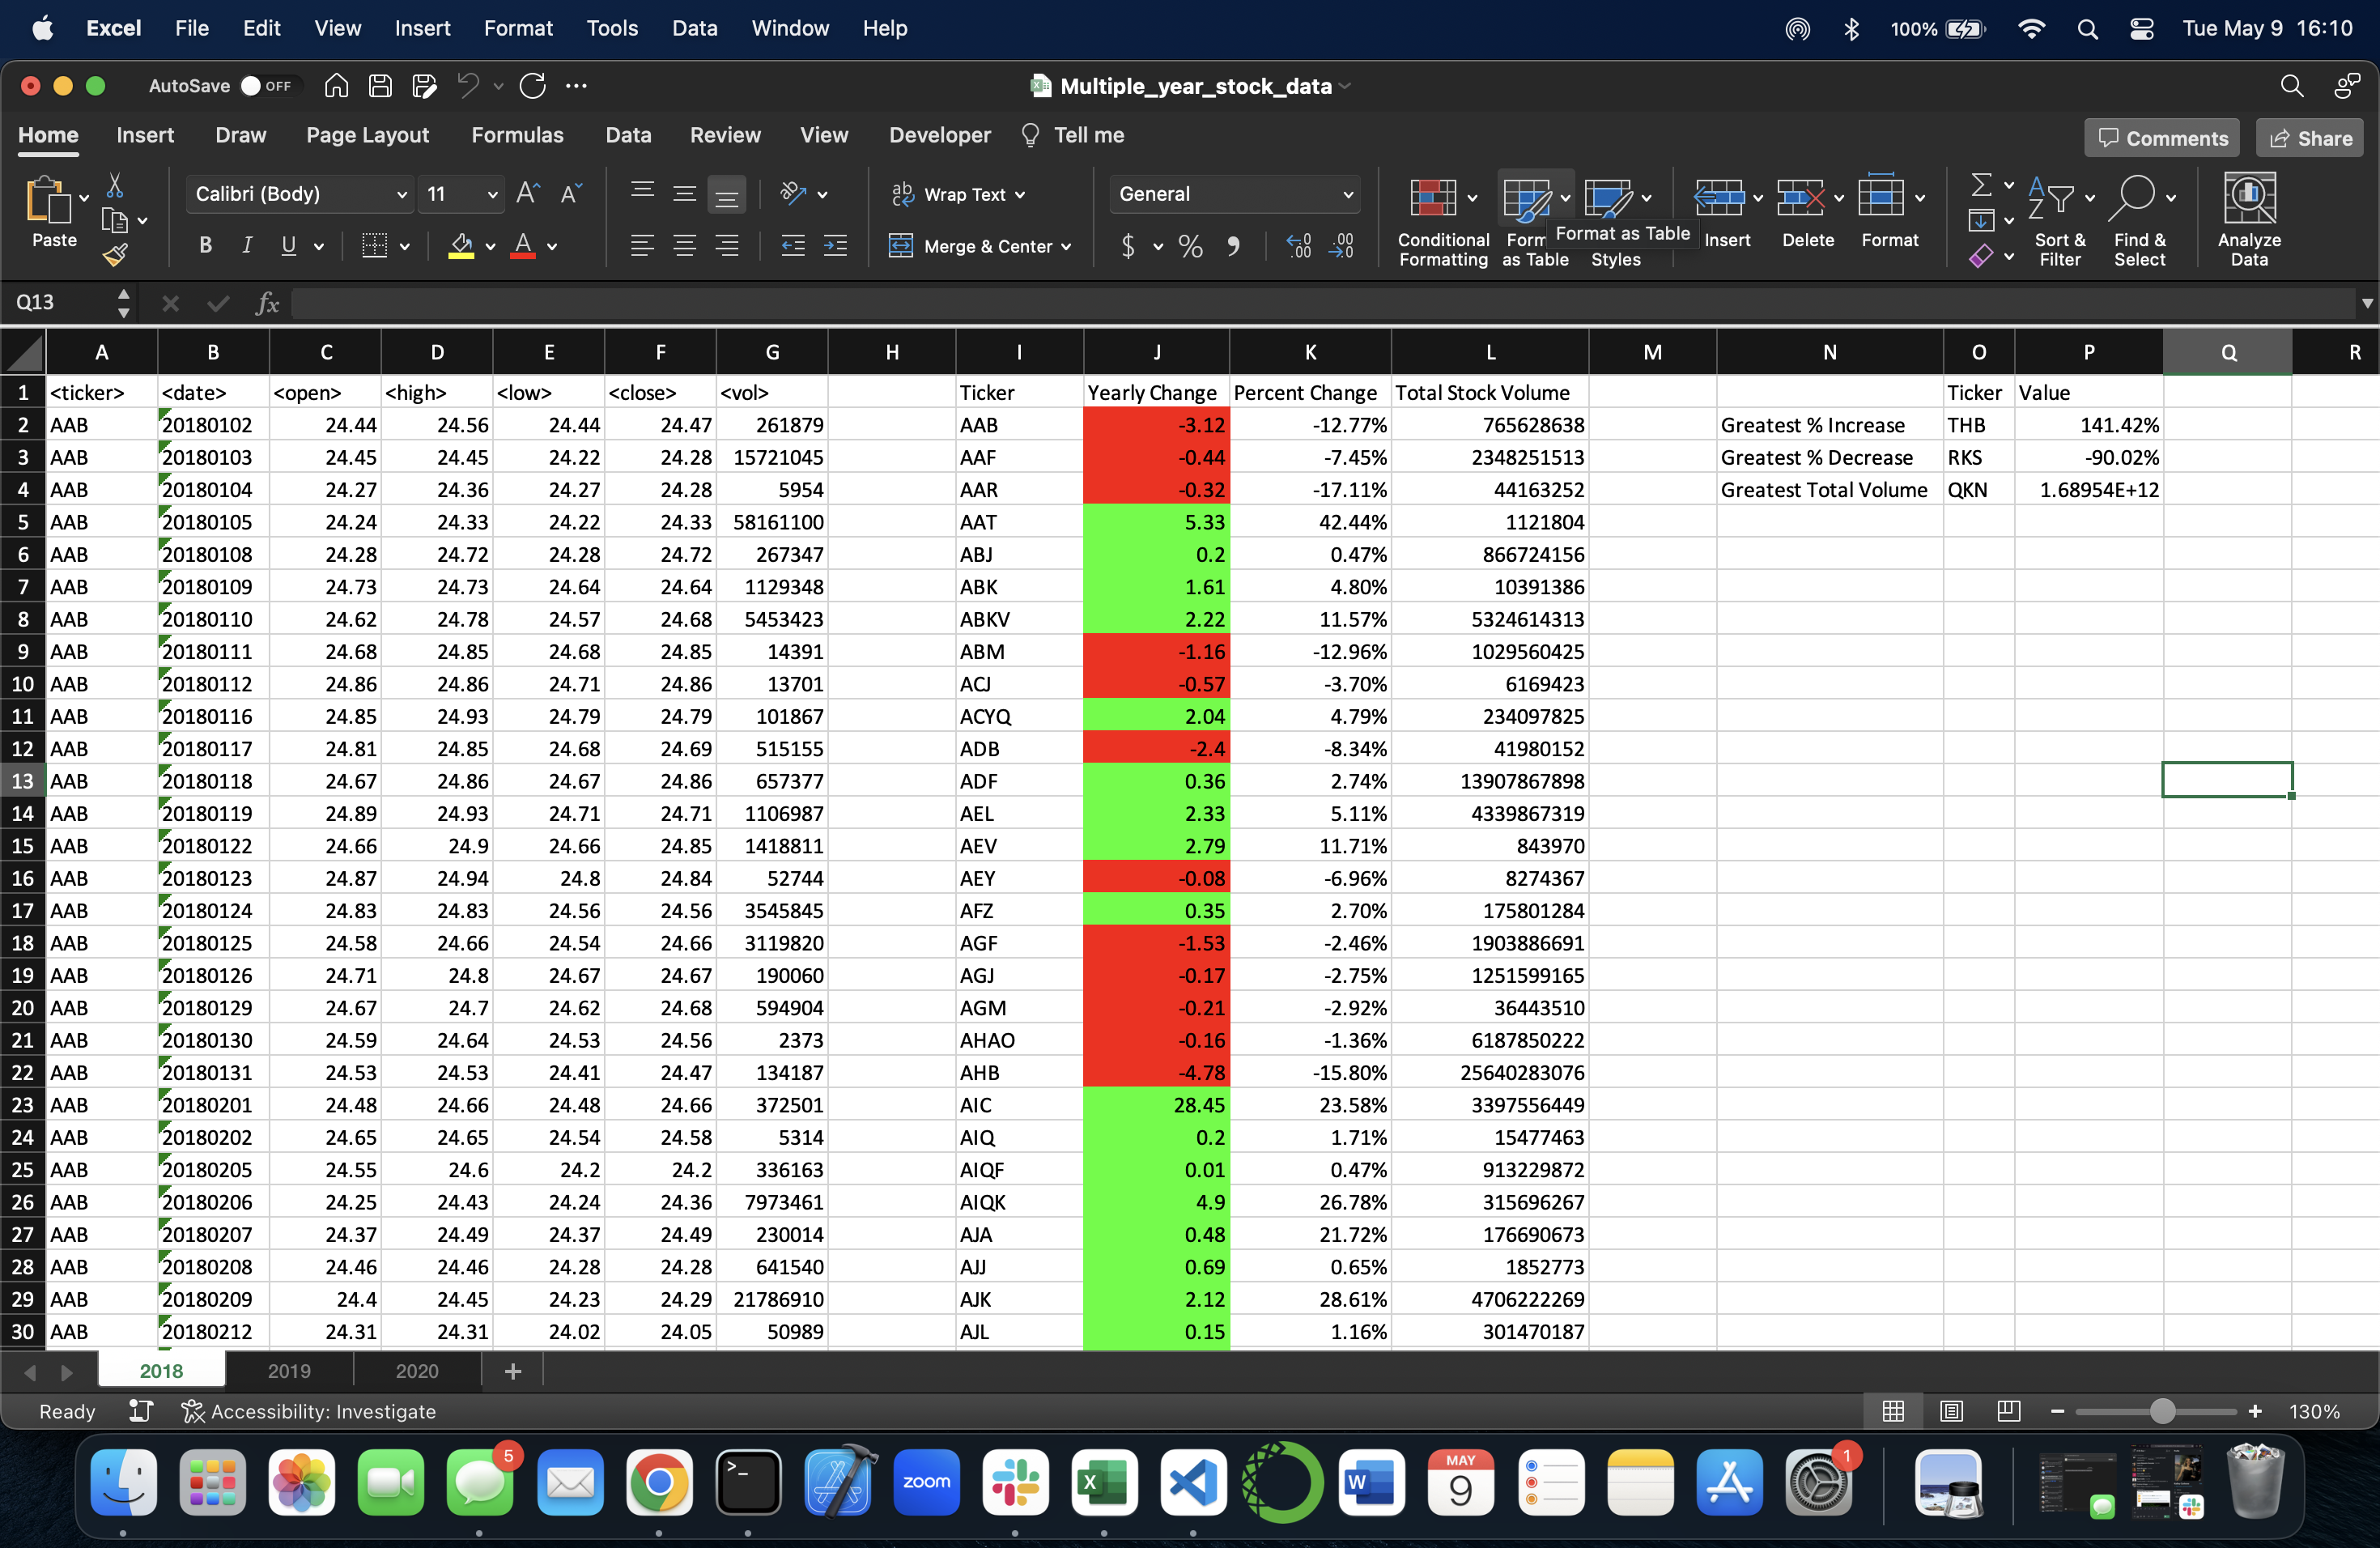 Excel File Edit View Insert Format Tools Data Window Help 100% Tue May 9 16:10
AutoSave OFF Multiple_year_stock_data
Home Insert Draw Page Layout Formulas Data Review View Developer Tell me Comments Share
Calibri (Body) 11 Wrap Text General
Paste B I U Merge & Center $ % Conditional Formatting Form as Table Styles Format as Table Insert Delete Format Sort & Filter Find & Select Analyze Data
Q13 fx
A B C D E F G H I J K L M N O P Q R
1 <ticker> <date> <open> <high> <low> <close> <vol> Ticker Yearly Change Percent Change Total Stock Volume Ticker Value
2 AAB 20180102 24.44 24.56 24.44 24.47 261879 AAB -3.12 -12.77% 765628638 Greatest % Increase THB 141.42%
3 AAB 20180103 24.45 24.45 24.22 24.28 15721045 AAF -0.44 -7.45% 2348251513 Greatest % Decrease RKS -90.02%
4 AAB 20180104 24.27 24.36 24.27 24.28 5954 AAR -0.32 -17.11% 44163252 Greatest Total Volume QKN 1.68954E+12
5 AAB 20180105 24.24 24.33 24.22 24.33 58161100 AAT 5.33 42.44% 1121804
6 AAB 20180108 24.28 24.72 24.28 24.72 267347 ABJ 0.2 0.47% 866724156
7 AAB 20180109 24.73 24.73 24.64 24.64 1129348 ABK 1.61 4.80% 10391386
8 AAB 20180110 24.62 24.78 24.57 24.68 5453423 ABKV 2.22 11.57% 5324614313
9 AAB 20180111 24.68 24.85 24.68 24.85 14391 ABM -1.16 -12.96% 1029560425
10 AAB 20180112 24.86 24.86 24.71 24.86 13701 ACJ -0.57 -3.70% 6169423
11 AAB 20180116 24.85 24.93 24.79 24.79 101867 ACYQ 2.04 4.79% 234097825
12 AAB 20180117 24.81 24.85 24.68 24.69 515155 ADB -2.4 -8.34% 41980152
13 AAB 20180118 24.67 24.86 24.67 24.86 657377 ADF 0.36 2.74% 13907867898
14 AAB 20180119 24.89 24.93 24.71 24.71 1106987 AEL 2.33 5.11% 4339867319
15 AAB 20180122 24.66 24.9 24.66 24.85 1418811 AEV 2.79 11.71% 843970
16 AAB 20180123 24.87 24.94 24.8 24.84 52744 AEY -0.08 -6.96% 8274367
17 AAB 20180124 24.83 24.83 24.56 24.56 3545845 AFZ 0.35 2.70% 175801284
18 AAB 20180125 24.58 24.66 24.54 24.66 3119820 AGF -1.53 -2.46% 1903886691
19 AAB 20180126 24.71 24.8 24.67 24.67 190060 AGJ -0.17 -2.75% 1251599165
20 AAB 20180129 24.67 24.7 24.62 24.68 594904 AGM -0.21 -2.92% 36443510
21 AAB 20180130 24.59 24.64 24.53 24.56 2373 AHAO -0.16 -1.36% 6187850222
22 AAB 20180131 24.53 24.53 24.41 24.47 134187 AHB -4.78 -15.80% 25640283076
23 AAB 20180201 24.48 24.66 24.48 24.66 372501 AIC 28.45 23.58% 3397556449
24 AAB 20180202 24.65 24.65 24.54 24.58 5314 AIQ 0.2 1.71% 15477463
25 AAB 20180205 24.55 24.6 24.2 24.2 336163 AIQF 0.01 0.47% 913229872
26 AAB 20180206 24.25 24.43 24.24 24.36 7973461 AIQK 4.9 26.78% 315696267
27 AAB 20180207 24.37 24.49 24.37 24.49 230014 AJA 0.48 21.72% 176690673
28 AAB 20180208 24.46 24.46 24.28 24.28 641540 AJJ 0.69 0.65% 1852773
29 AAB 20180209 24.4 24.45 24.23 24.29 21786910 AJK 2.12 28.61% 4706222269
30 AAB 20180212 24.31 24.31 24.02 24.05 50989 AJL 0.15 1.16% 301470187
2018 2019 2020 +
Ready Accessibility: Investigate 130%
5 zoom X W MAY 9 1